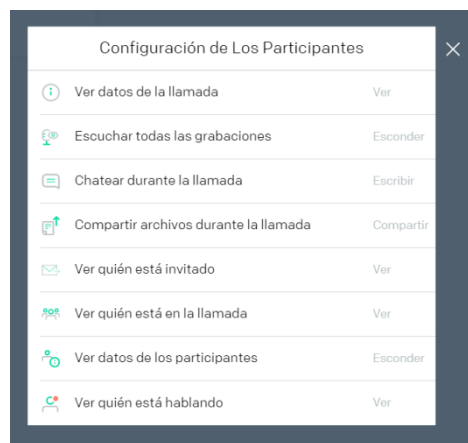 Configuración de Los Participantes
Ver datos de la llamada Ver
Escuchar todas las grabaciones Esconder
Chatear durante la llamada Escribir
Compartir archivos durante la llamada Compartir
Ver quién está invitado Ver
Ver quién está en la llamada Ver
Ver datos de los participantes Esconder
Ver quién está hablando Ver